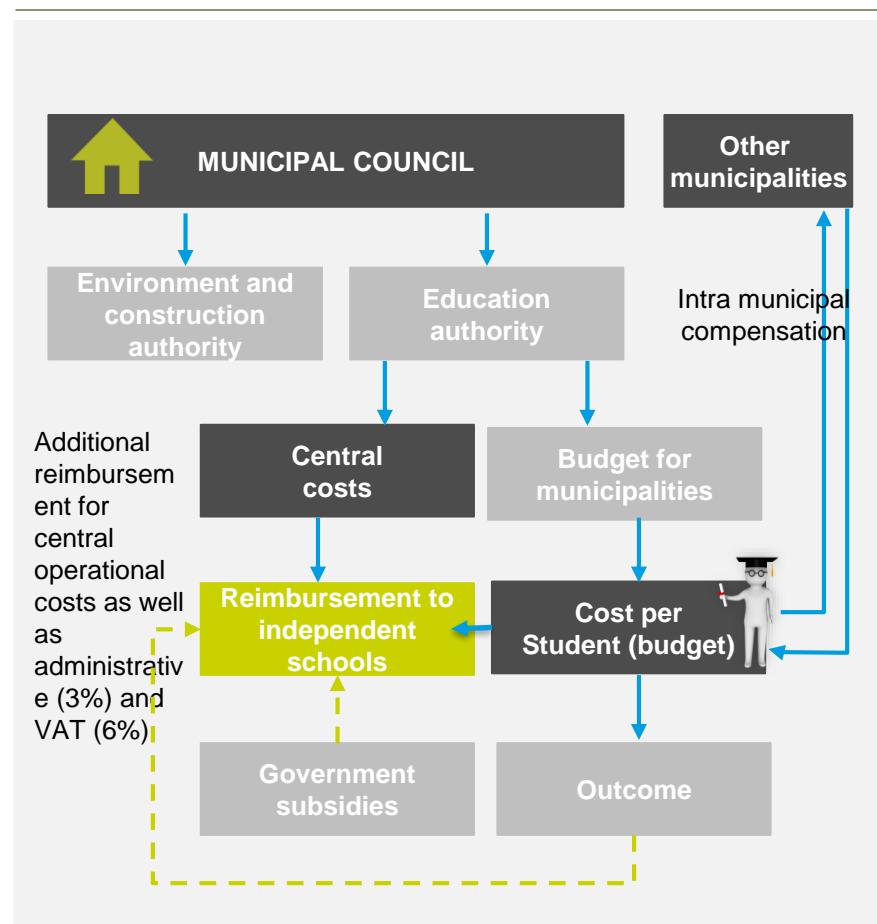 MUNICIPAL COUNCIL
Other
municipalities
Environment and
construction
authority
Education
authority
Intra municipal
compensation
Additional
reimbursem
ent for
central
operational
costs as well
as
administrativ
e (3%) and
VAT (6%)
Central
costs
Budget for
municipalities
Reimbursement to
independent
schools
Cost per
Student (budget)
Government
subsidies
Outcome